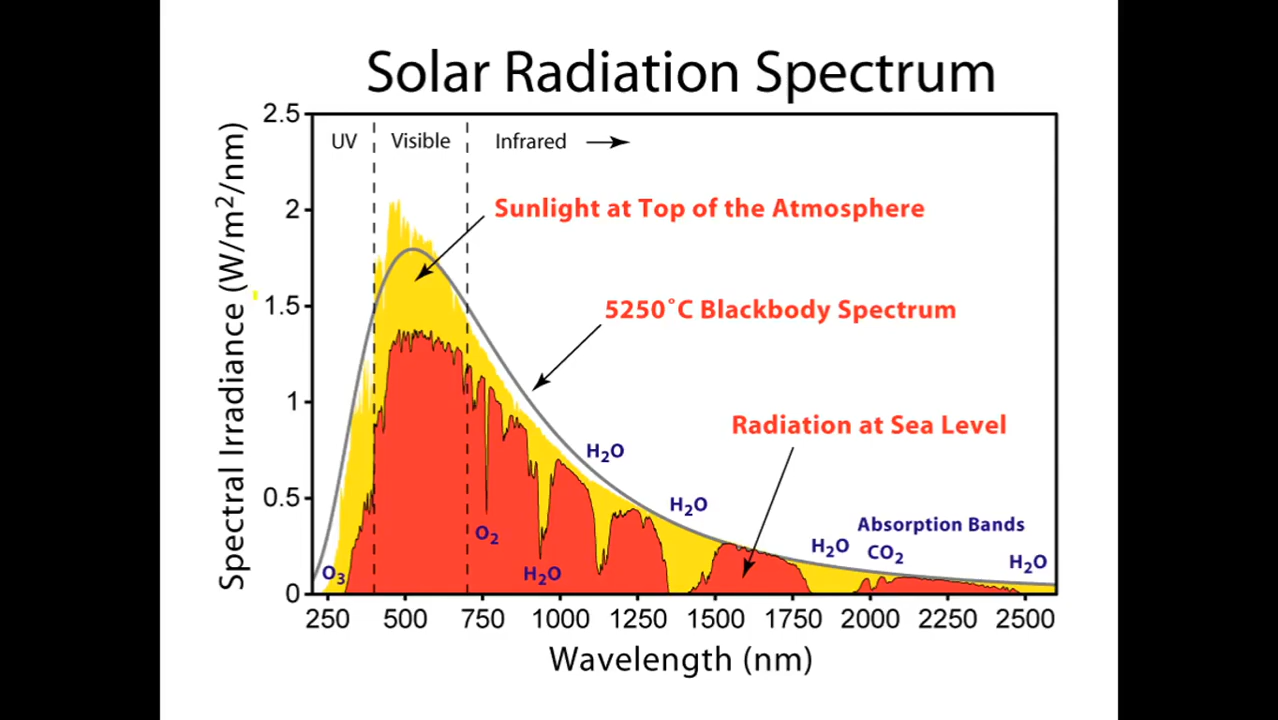 Solar Radiation Spectrum
UV
Visible
Infrared
Sunlight at Top of the Atmosphere
5250°C Blackbody Spectrum
Radiation at Sea Level
H2O
H2O
Absorption Bands
H2O
CO2
H2O
O2
H2O
O3
Spectral Irradiance (W/m2/nm)
2.5
2
1.5
1
0.5
0
250 500 750 1000 1250 1500 1750 2000 2250 2500
Wavelength (nm)